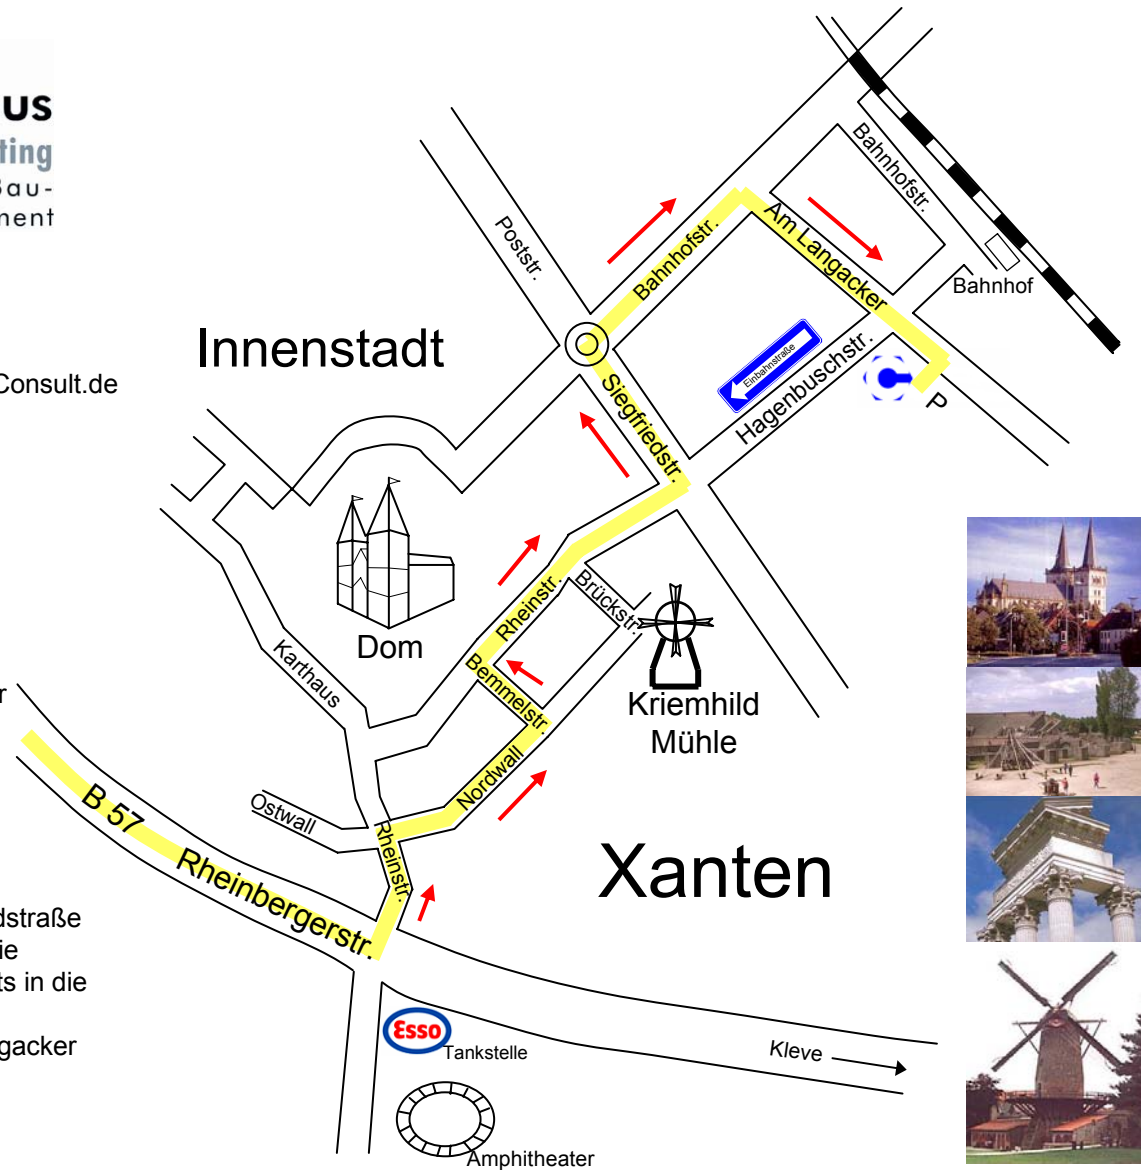 us
ting
Bau-
ment
Consult.de
r
dstraße
ie
ts in die
gacker
Innenstadt
Poststr.
Bahnhofstr.
Bahnhofstr.
Am Langacker
Bahnhof
Einbahnstraße
Hagenbuschstr.
P
Siegfriedstr.
Dom
Rheinstr.
Brückstr.
Bemmelstr.
Kriemhild
Mühle
Karthaus
Nordwall
Ostwall
Rheinstr.
B 57 Rheinbergerstr.
Xanten
Esso
Tankstelle
Kleve
Amphitheater